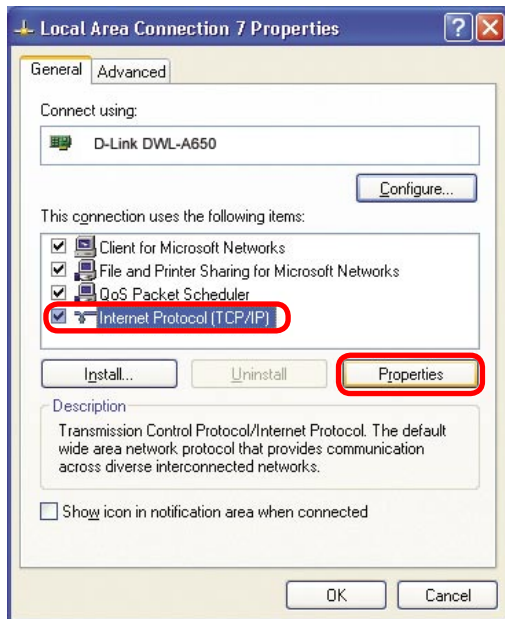 Local Area Connection 7 Properties
General Advanced
Connect using:
D-Link DWL-A650
Configure...
This connection uses the following items:
Client for Microsoft Networks
File and Printer Sharing for Microsoft Networks
QoS Packet Scheduler
Internet Protocol (TCP/IP)
Install... Uninstall Properties
Description
Transmission Control Protocol/Internet Protocol. The default
wide area network protocol that provides communication
across diverse interconnected networks.
Show icon in notification area when connected
OK Cancel